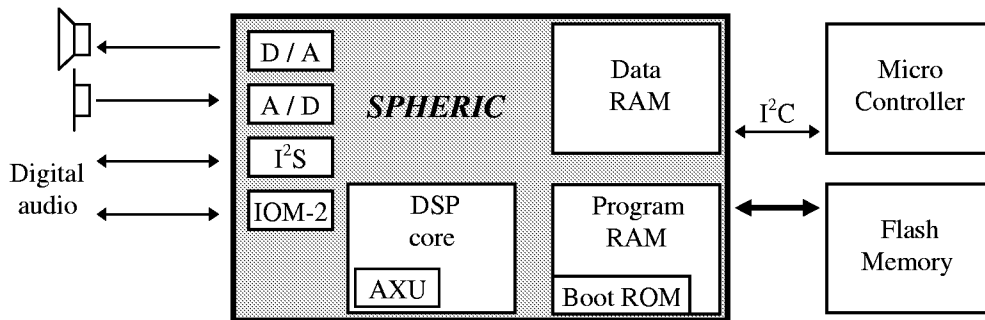 D / A
A / D
I²S
IOM-2
Digital
audio
SPHERIC
DSP
core
AXU
Data
RAM
Program
RAM
Boot ROM
I²C
Micro
Controller
Flash
Memory